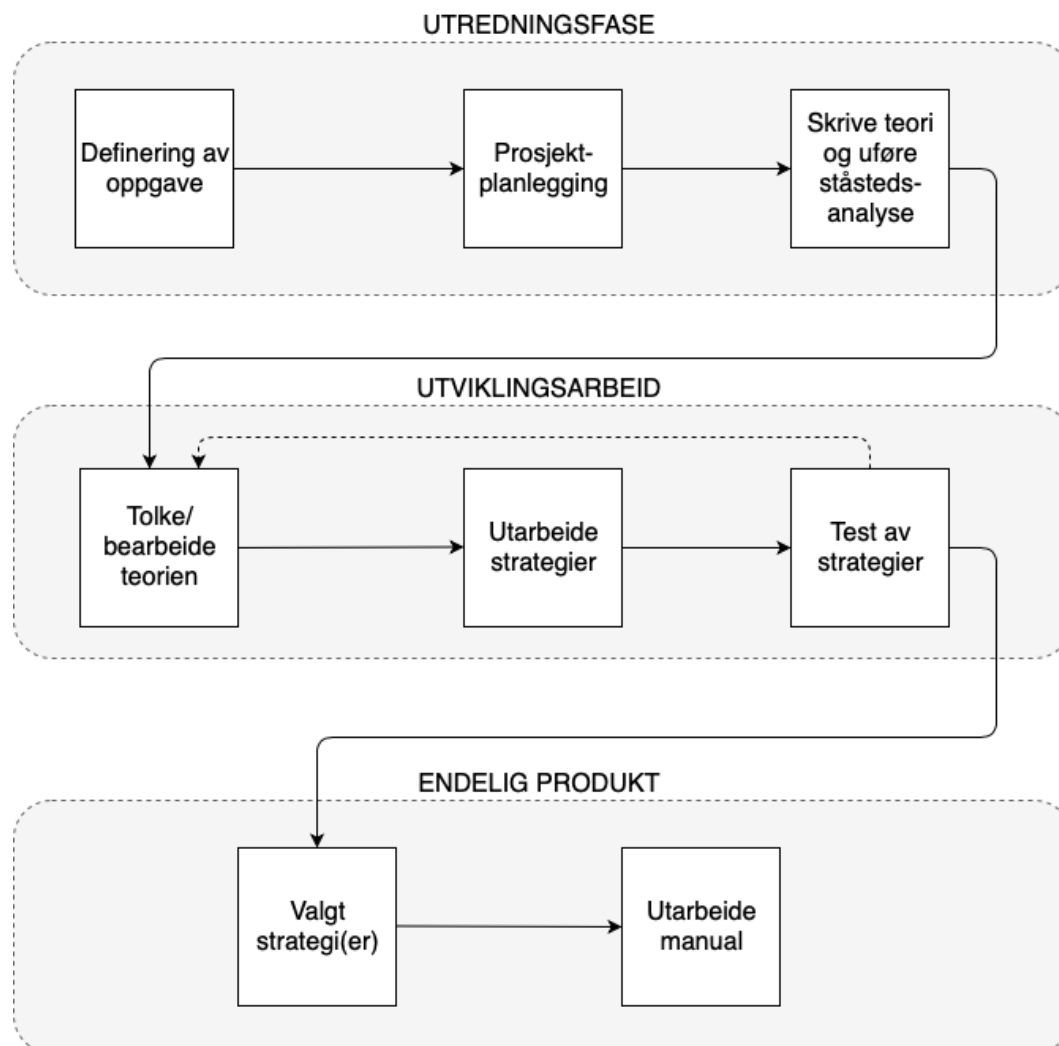 UTREDNINGSFASE
Definering av
oppgave
Prosjekt-
planlegging
Skrive teori
og uføre
ståsteds-
analyse
UTVIKLINGSARBEID
Tolke/
bearbeide
teorien
Utarbeide
strategier
Test av
strategier
ENDELIG PRODUKT
Valgt
strategi(er)
Utarbeide
manual